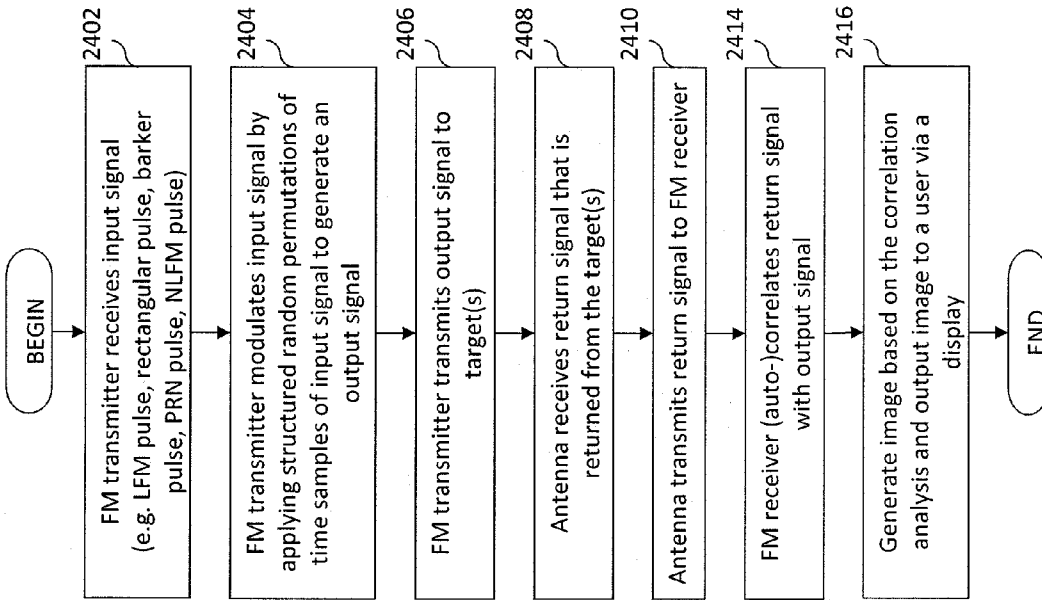 BEGIN
FM transmitter receives input signal
(e.g. LFM pulse, rectangular pulse, barker
pulse, PRN pulse, NLFM pulse)
2402
FM transmitter modulates input signal by
applying structured random permutations of
time samples of input signal to generate an
output signal
2404
FM transmitter transmits output signal to
target(s)
2406
Antenna receives return signal that is
returned from the target(s)
2408
Antenna transmits return signal to FM receiver
2410
FM receiver (auto-)correlates return signal
with output signal
2414
Generate image based on the correlation
analysis and output image to a user via a
display
2416
END